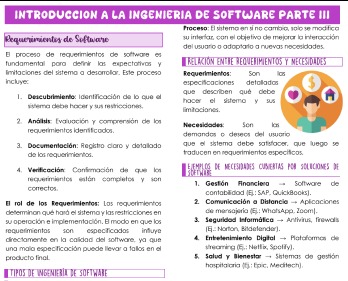 INTRODUCCION A LA INGENIERIA DE SOFTWARE PARTE III
Requerimientos de Software
El proceso de requerimientos de software es
fundamental para definir las expectativas y
limitaciones del sistema a desarrollar. Este proceso
incluye:
1. Descubrimiento: Identificación de lo que el
sistema debe hacer y sus restricciones.
2. Análisis: Evaluación y comprensión de los
requerimientos identificados.
3. Documentación: Registro claro y detallado
de los requerimientos.
4. Verificación: Confirmación de que los
requerimientos están completos y son
correctos.
El rol de los Requerimientos: Los requerimientos
determinan qué hará el sistema y las restricciones en
su operación e implementación. El modo en que los
requerimientos son especificados influye
directamente en la calidad del software, ya que
una mala especificación puede llevar a fallos en el
producto final.
TIPOS DE INGENIERÍA DE SOFTWARE
Proceso: El sistema en sí no cambia, solo se modifica
su interfaz, con el objetivo de mejorar la interacción
del usuario o adaptarlo a nuevas necesidades.
RELACIÓN ENTRE REQUERIMIENTOS Y NECESIDADES
Requerimientos: Son las
especificaciones detalladas
que describen qué debe
hacer el sistema y sus
limitaciones.
Necesidades: Son las
demandas o deseos del usuario
que el sistema debe satisfacer, que luego se
traducen en requerimientos específicos.
EJEMPLOS DE NECESIDADES CUBIERTAS POR SOLUCIONES DE
SOFTWARE
1. Gestión Financiera → Software de
contabilidad (Ej.: SAP, QuickBooks).
2. Comunicación a Distancia → Aplicaciones
de mensajería (Ej.: WhatsApp, Zoom).
3. Seguridad Informática → Antivirus, firewalls
(Ej.: Norton, Bitdefender).
4. Entretenimiento Digital → Plataformas de
streaming (Ej.: Netflix, Spotify).
5. Salud y Bienestar → Sistemas de gestión
hospitalaria (Ej.: Epic, Meditech).